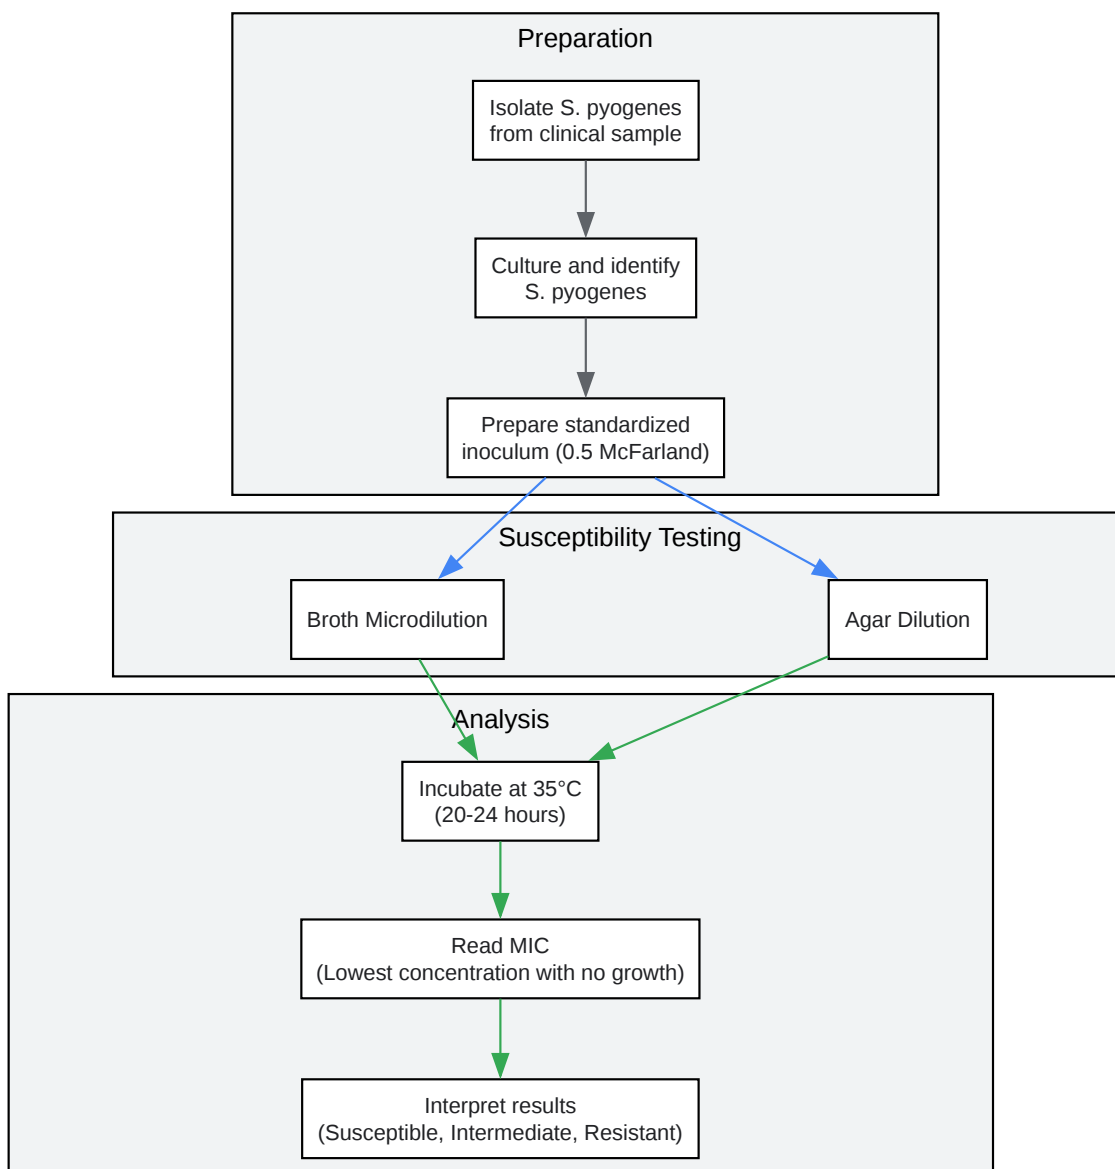 Preparation
Isolate S. pyogenes
from clinical sample
Culture and identify
S. pyogenes
Prepare standardized
inoculum (0.5 McFarland)
Susceptibility Testing
Broth Microdilution
Agar Dilution
Analysis
Incubate at 35°C
(20-24 hours)
Read MIC
(Lowest concentration with no growth)
Interpret results
(Susceptible, Intermediate, Resistant)